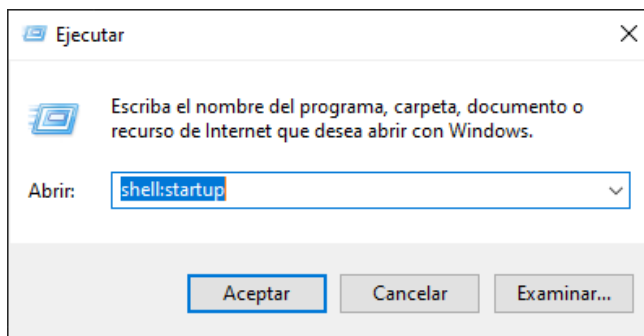 Ejecutar
Escriba el nombre del programa, carpeta, documento o
recurso de Internet que desea abrir con Windows.
Abrir: shell:startup
Aceptar Cancelar Examinar...